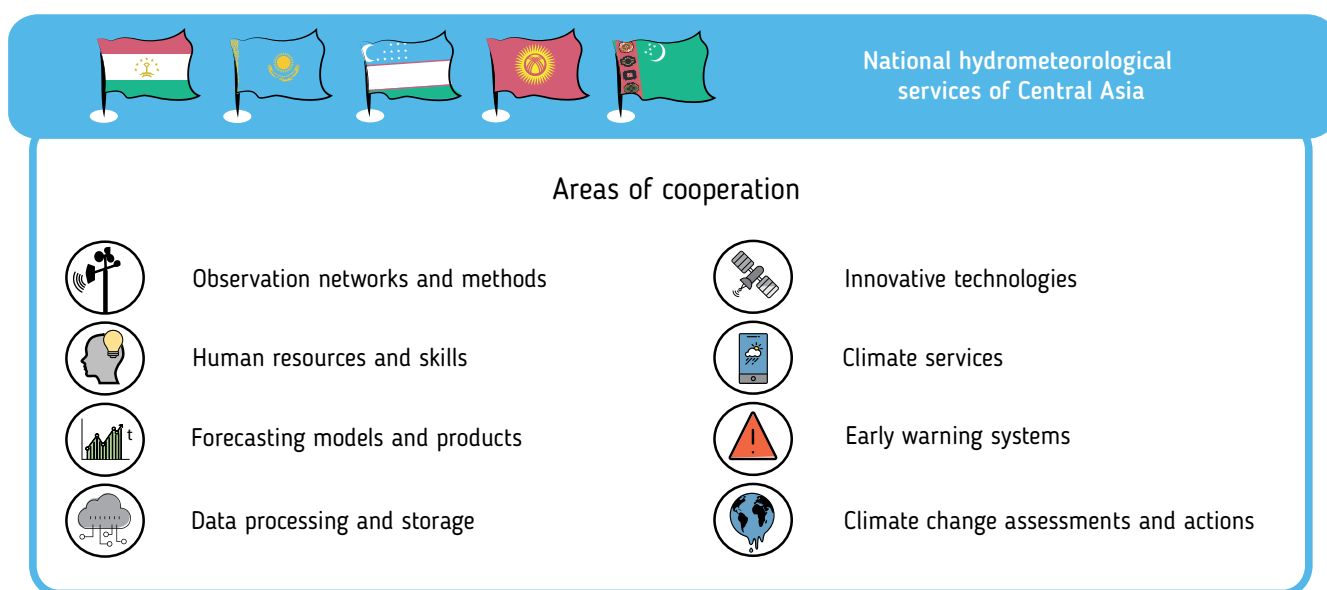 National hydrometeorological
services of Central Asia
Areas of cooperation
Observation networks and methods
Human resources and skills
Forecasting models and products
t
Data processing and storage
Innovative technologies
Climate services
Early warning systems
Climate change assessments and actions